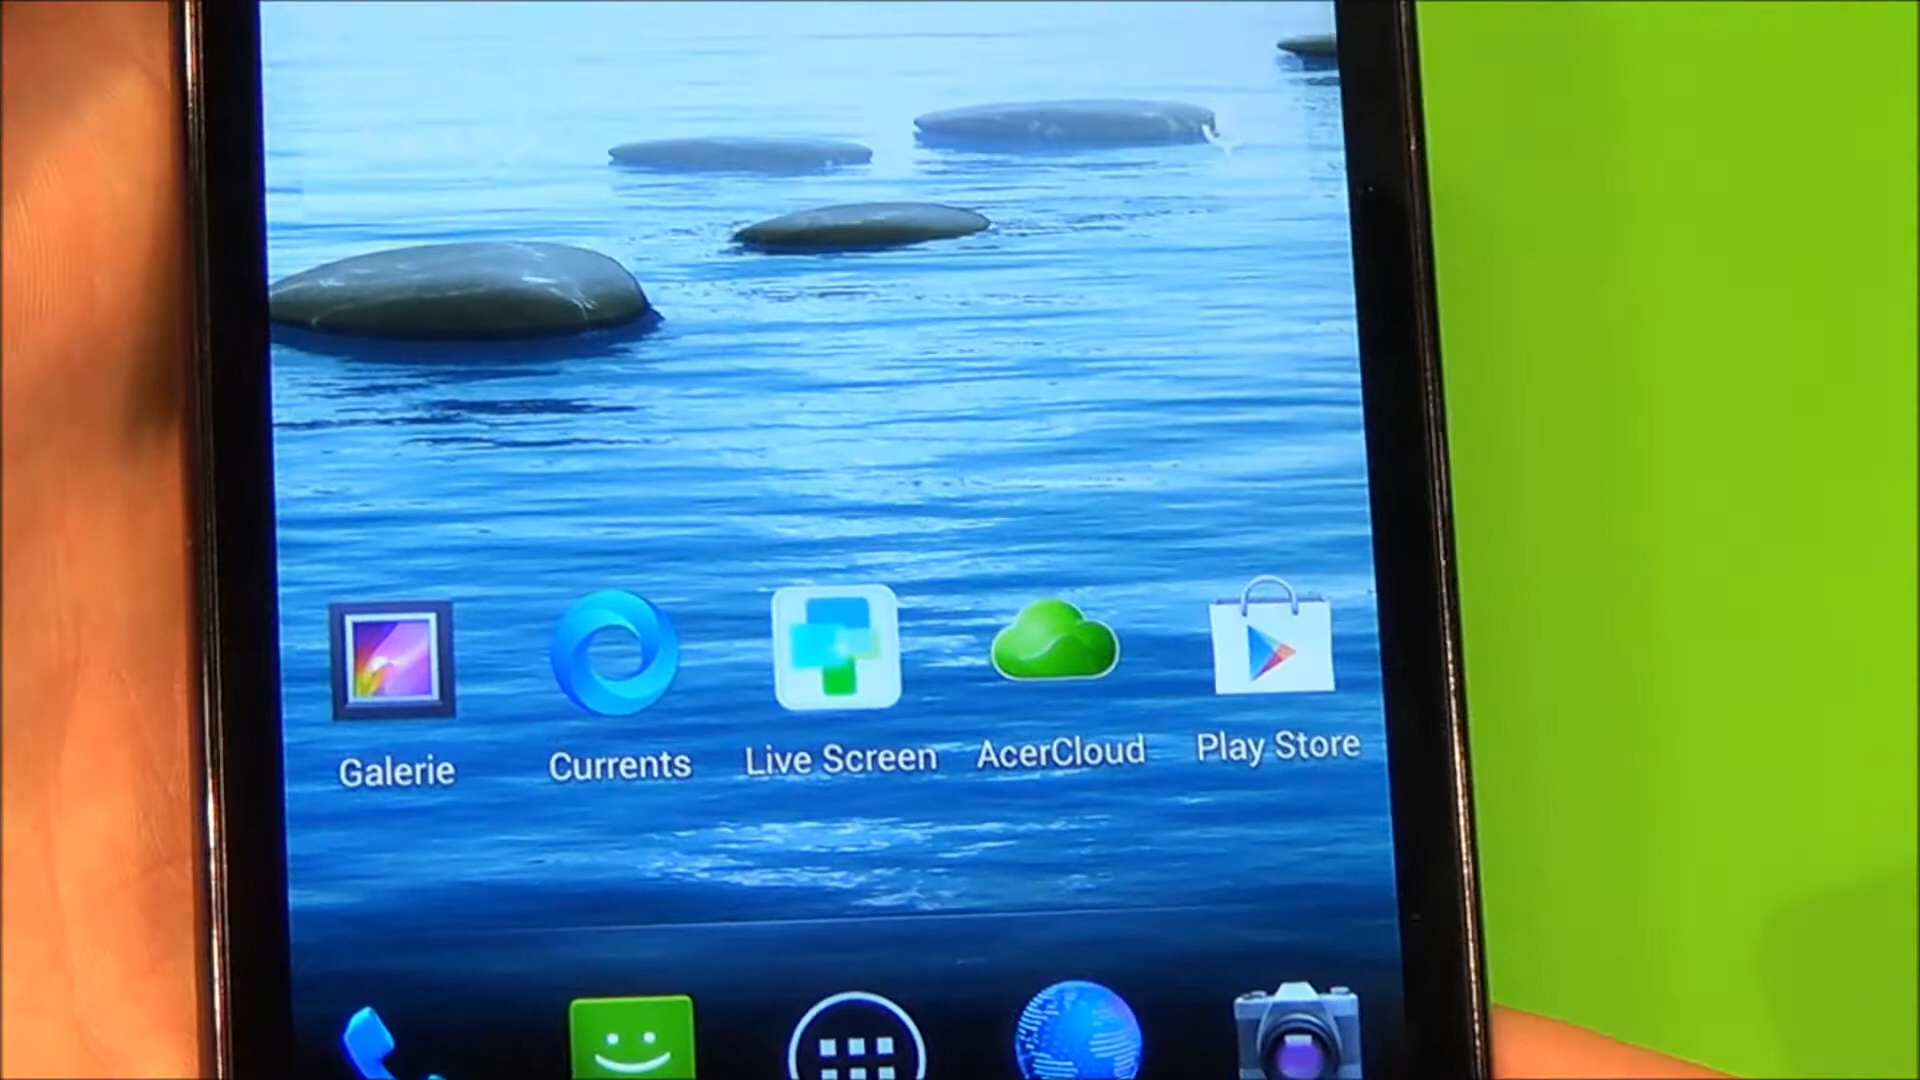 Galerie
Currents
Live Screen
AcerCloud
Play Store